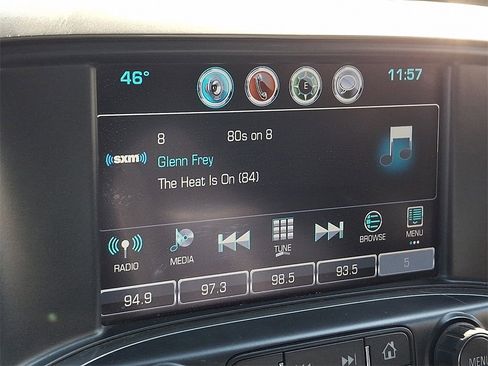 46°
E
11:57
8 80s on 8
((sxm))
Glenn Frey
The Heat Is On (84)
RADIO
MEDIA
TUNE
BROWSE
MENU
94.9 97.3 98.5 93.5 5
MENU